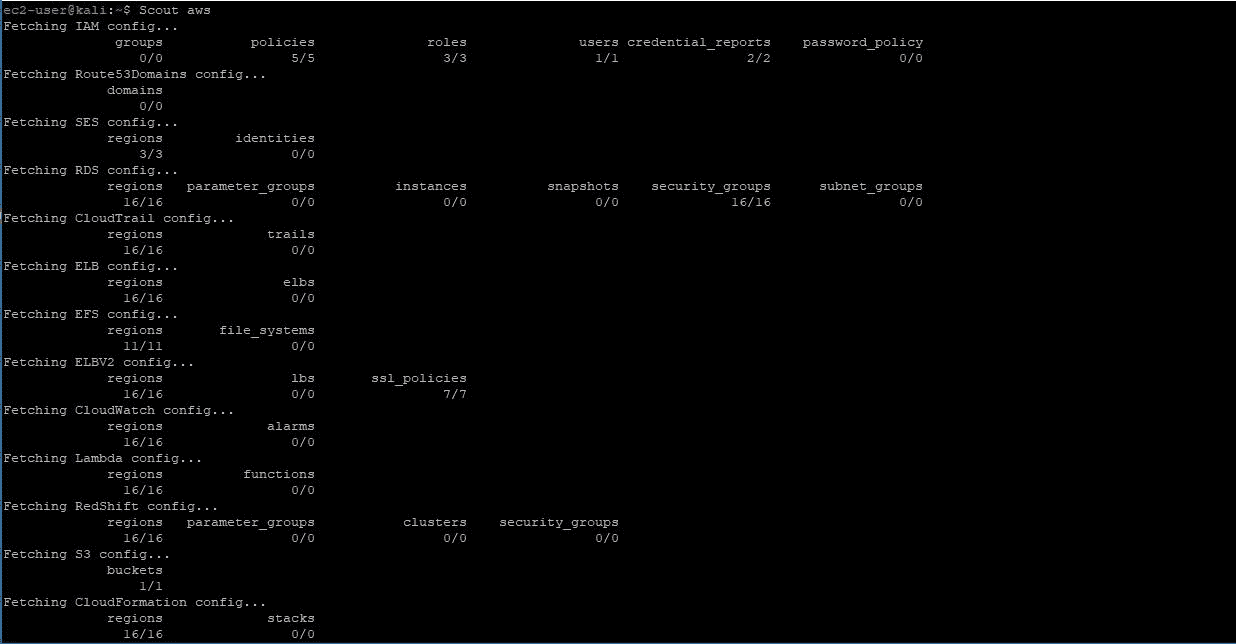 ec2-user@kali:~$ Scout aws
Fetching IAM config...
groups policies roles users credential_reports password_policy
0/0 5/5 3/3 1/1 2/2 0/0
Fetching Route53Domains config...
domains
0/0
Fetching SES config...
regions identities
3/3 0/0
Fetching RDS config...
regions parameter_groups instances snapshots security_groups subnet_groups
16/16 0/0 0/0 0/0 16/16 0/0
Fetching CloudTrail config...
regions trails
16/16 0/0
Fetching ELB config...
regions elbs
16/16 0/0
Fetching EFS config...
regions file_systems
11/11 0/0
Fetching ELBV2 config...
regions lbs ssl_policies
16/16 0/0 7/7
Fetching CloudWatch config...
regions alarms
16/16 0/0
Fetching Lambda config...
regions functions
16/16 0/0
Fetching RedShift config...
regions parameter_groups clusters security_groups
16/16 0/0 0/0 0/0
Fetching S3 config...
buckets
1/1
Fetching CloudFormation config...
regions stacks
16/16 0/0